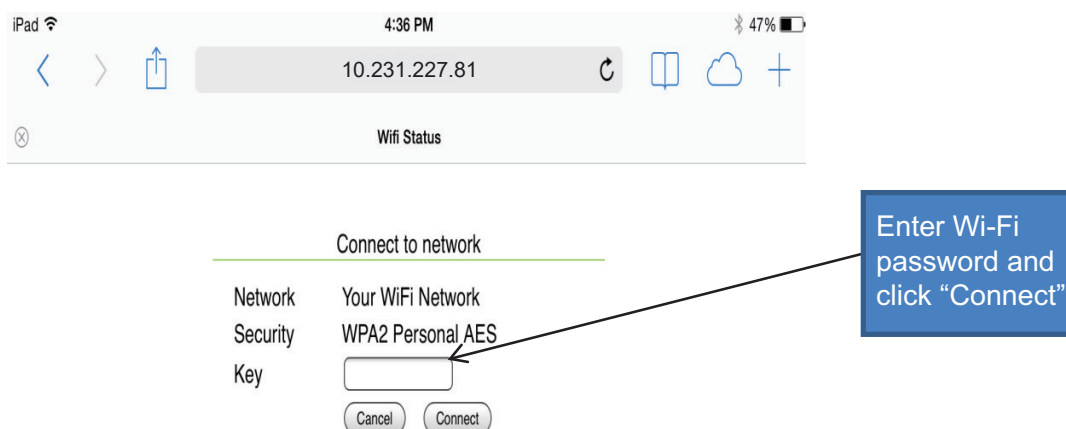 iPad 4:36 PM 47%
10.231.227.81
Wifi Status
Connect to network
Network Your WiFi Network
Security WPA2 Personal AES
Key
Cancel Connect
Enter Wi-Fi
password and
click “Connect”